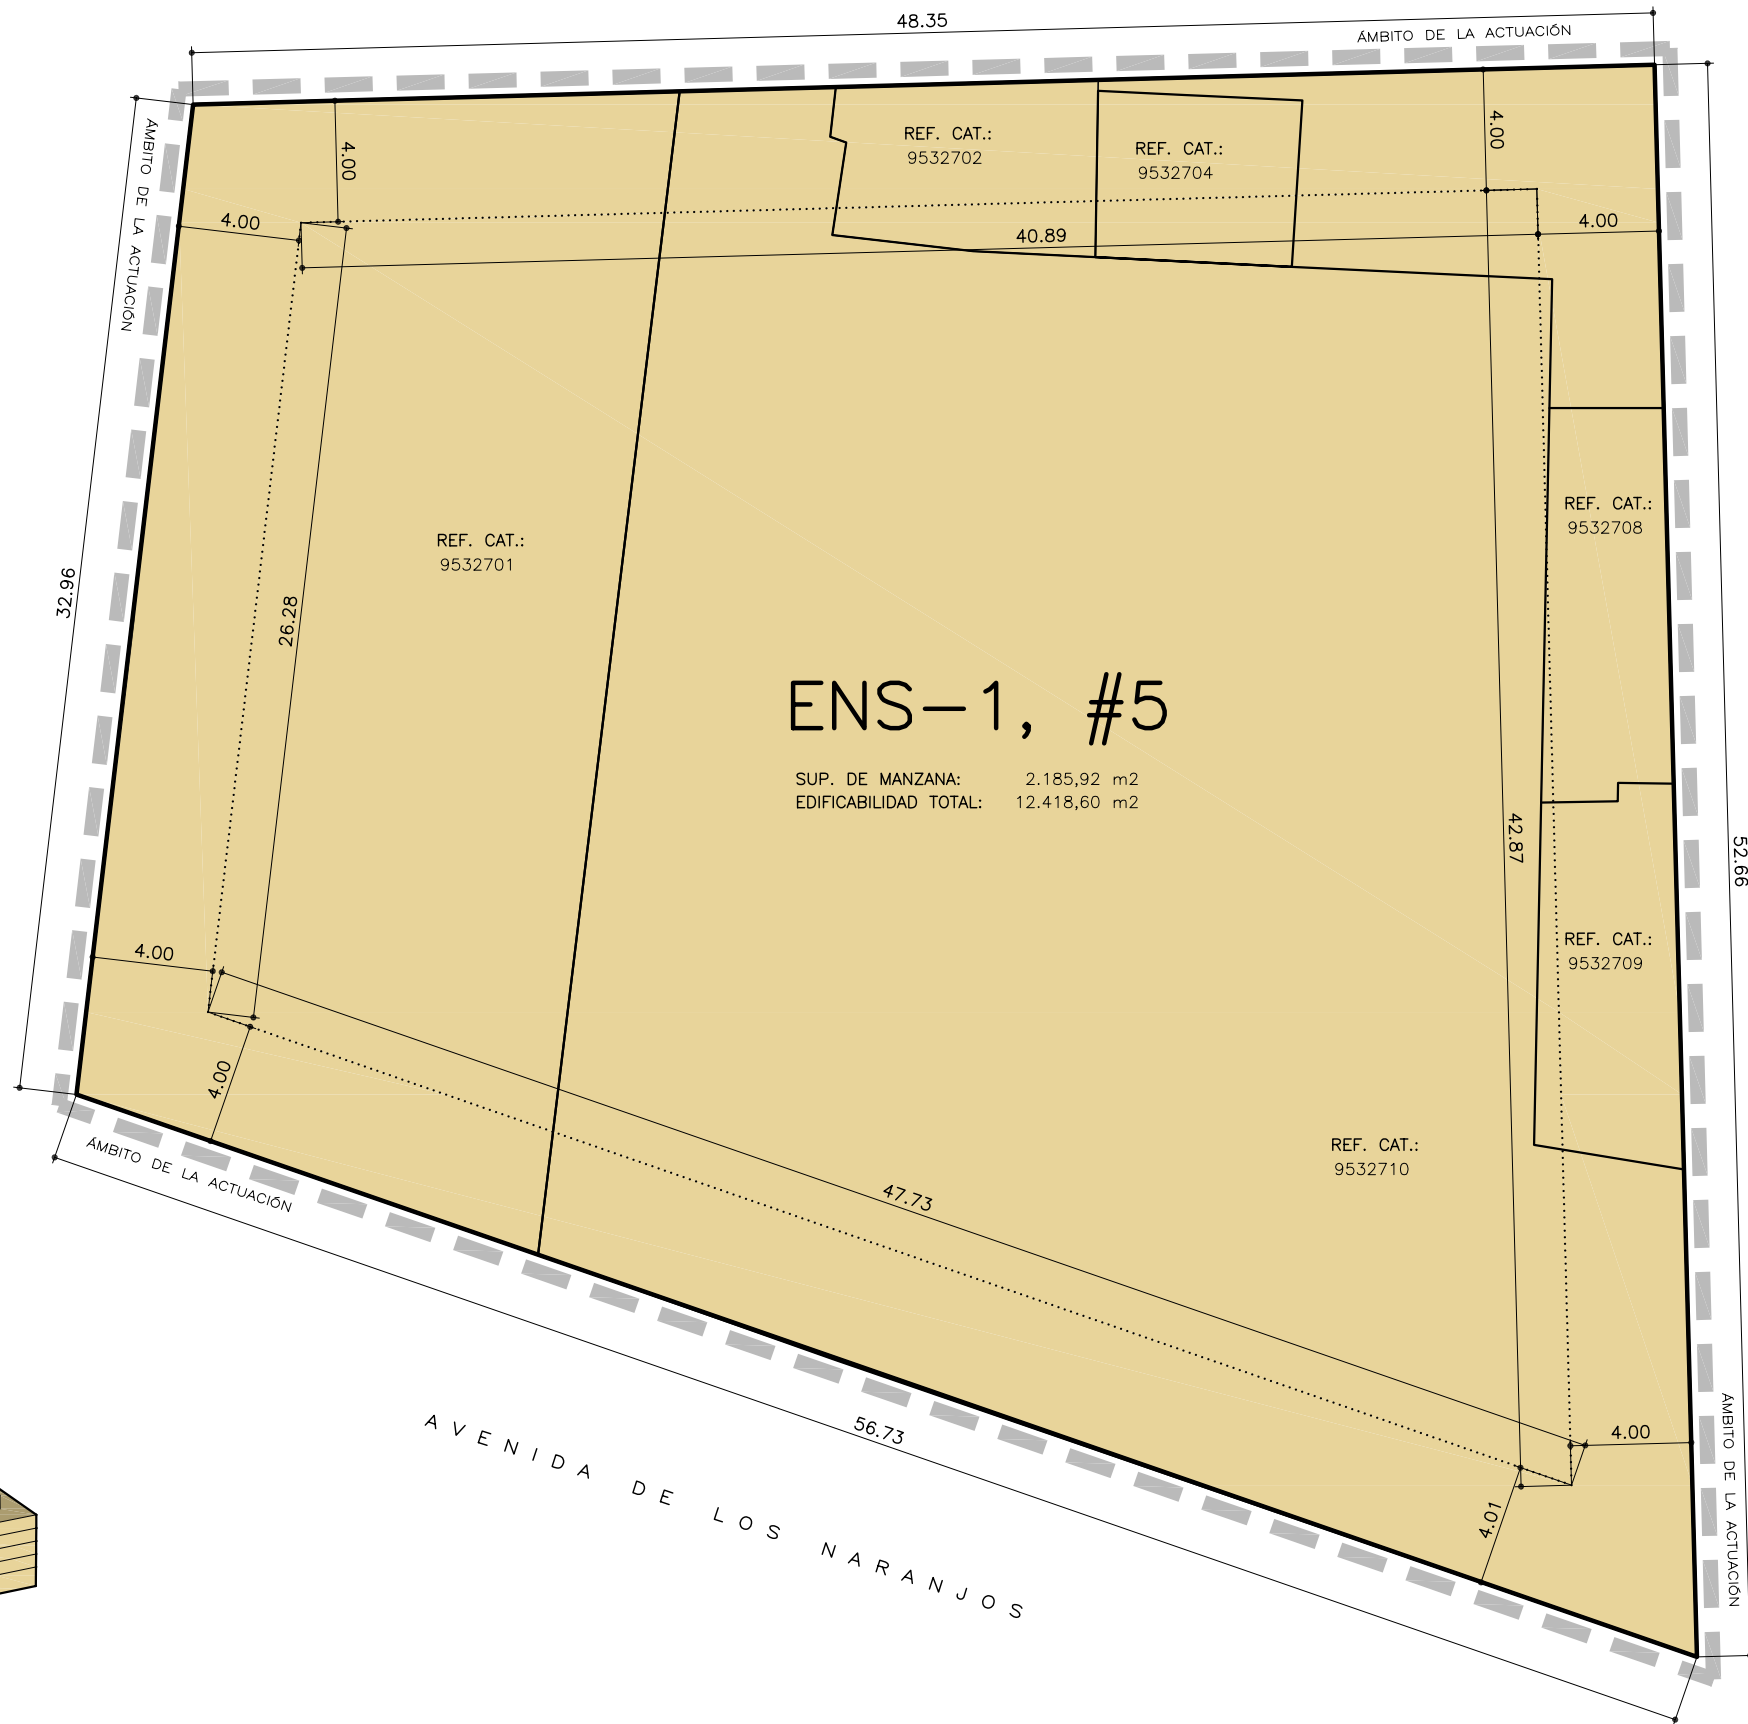 48.35
ÁMBITO DE LA ACTUACIÓN
ÁMBITO DE LA ACTUACIÓN
4.00
4.00
REF. CAT.:
9532702
REF. CAT.:
9532704
4.00
40.89
4.00
REF. CAT.:
9532708
REF. CAT.:
9532701
32.96
26.28
ENS-1, #5
SUP. DE MANZANA: 2.185,92 m2
EDIFICABILIDAD TOTAL: 12.418,60 m2
42.87
52.66
REF. CAT.:
9532709
4.00
4.00
ÁMBITO DE LA ACTUACIÓN
REF. CAT.:
9532710
47.73
56.73
4.00
4.01
ÁMBITO DE LA ACTUACIÓN
AVENIDA DE LOS NARANJOS